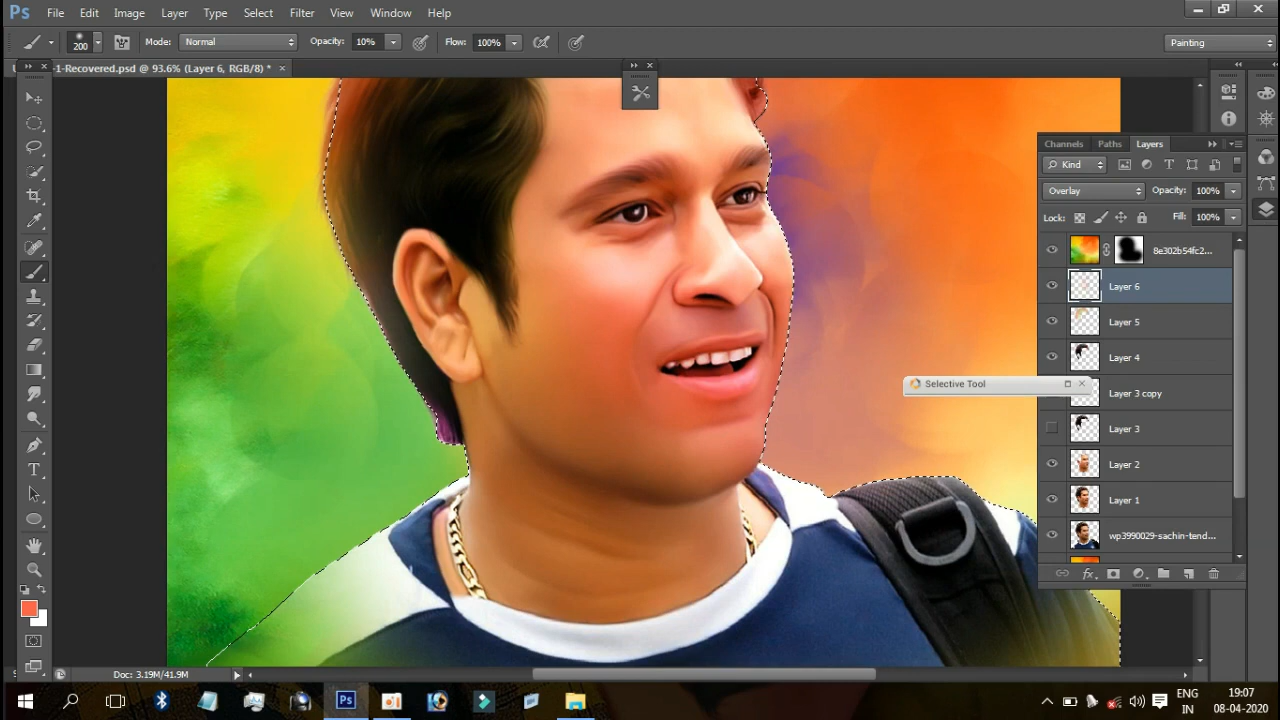 Ps File Edit Image Layer Type Select Filter View Window Help
200 Mode: Normal Opacity: 10% Flow: 100% Painting
-1-Recovered.psd @ 93.6% (Layer 6, RGB/8) * ×
Channels Paths Layers
Kind
Overlay Opacity: 100%
Lock: Fill: 100%
8e302b54fc2...
Layer 6
Layer 5
Layer 4
Selective Tool
Layer 3 copy
Layer 3
Layer 2
Layer 1
wp3990029-sachin-tend...
fx
Doc: 3.19M/41.9M
Ps
ENG
IN
19:07
08-04-2020